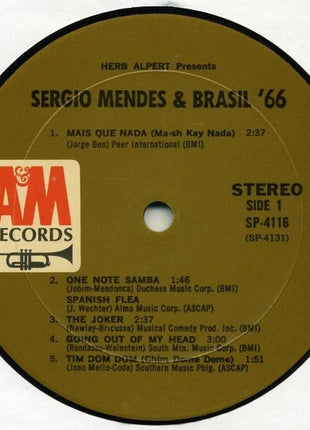 HERB ALPERT Presents
SERGIO MENDES & BRASIL '66
1. MAIS QUE NADA (Ma-sh Kay Nada) 2:37
(Jorge Ben) Peer International (BMI)
A&M
RECORDS
STEREO
SIDE 1
SP-4116
(SP-4131)
2. ONE NOTE SAMBA 1:46
(Jobim-Mendonca) Duchess Music Corp. (BMI)
SPANISH FLEA
(J. Wechter) Almo Music Corp. (ASCAP)
3. THE JOKER 2:37
(Newley-Bricusse) Musical Comedy Prod. Inc. (BMI)
4. GOING OUT OF MY HEAD 3:00
(Randazzo-Weinstein) South Mtn. Music Corp. (BMI)
5. TIM DOM DOM (Chim Dome Dome) 1:51
(Joao Mello-Coda) Southern Music Pblg. (ASCAP)